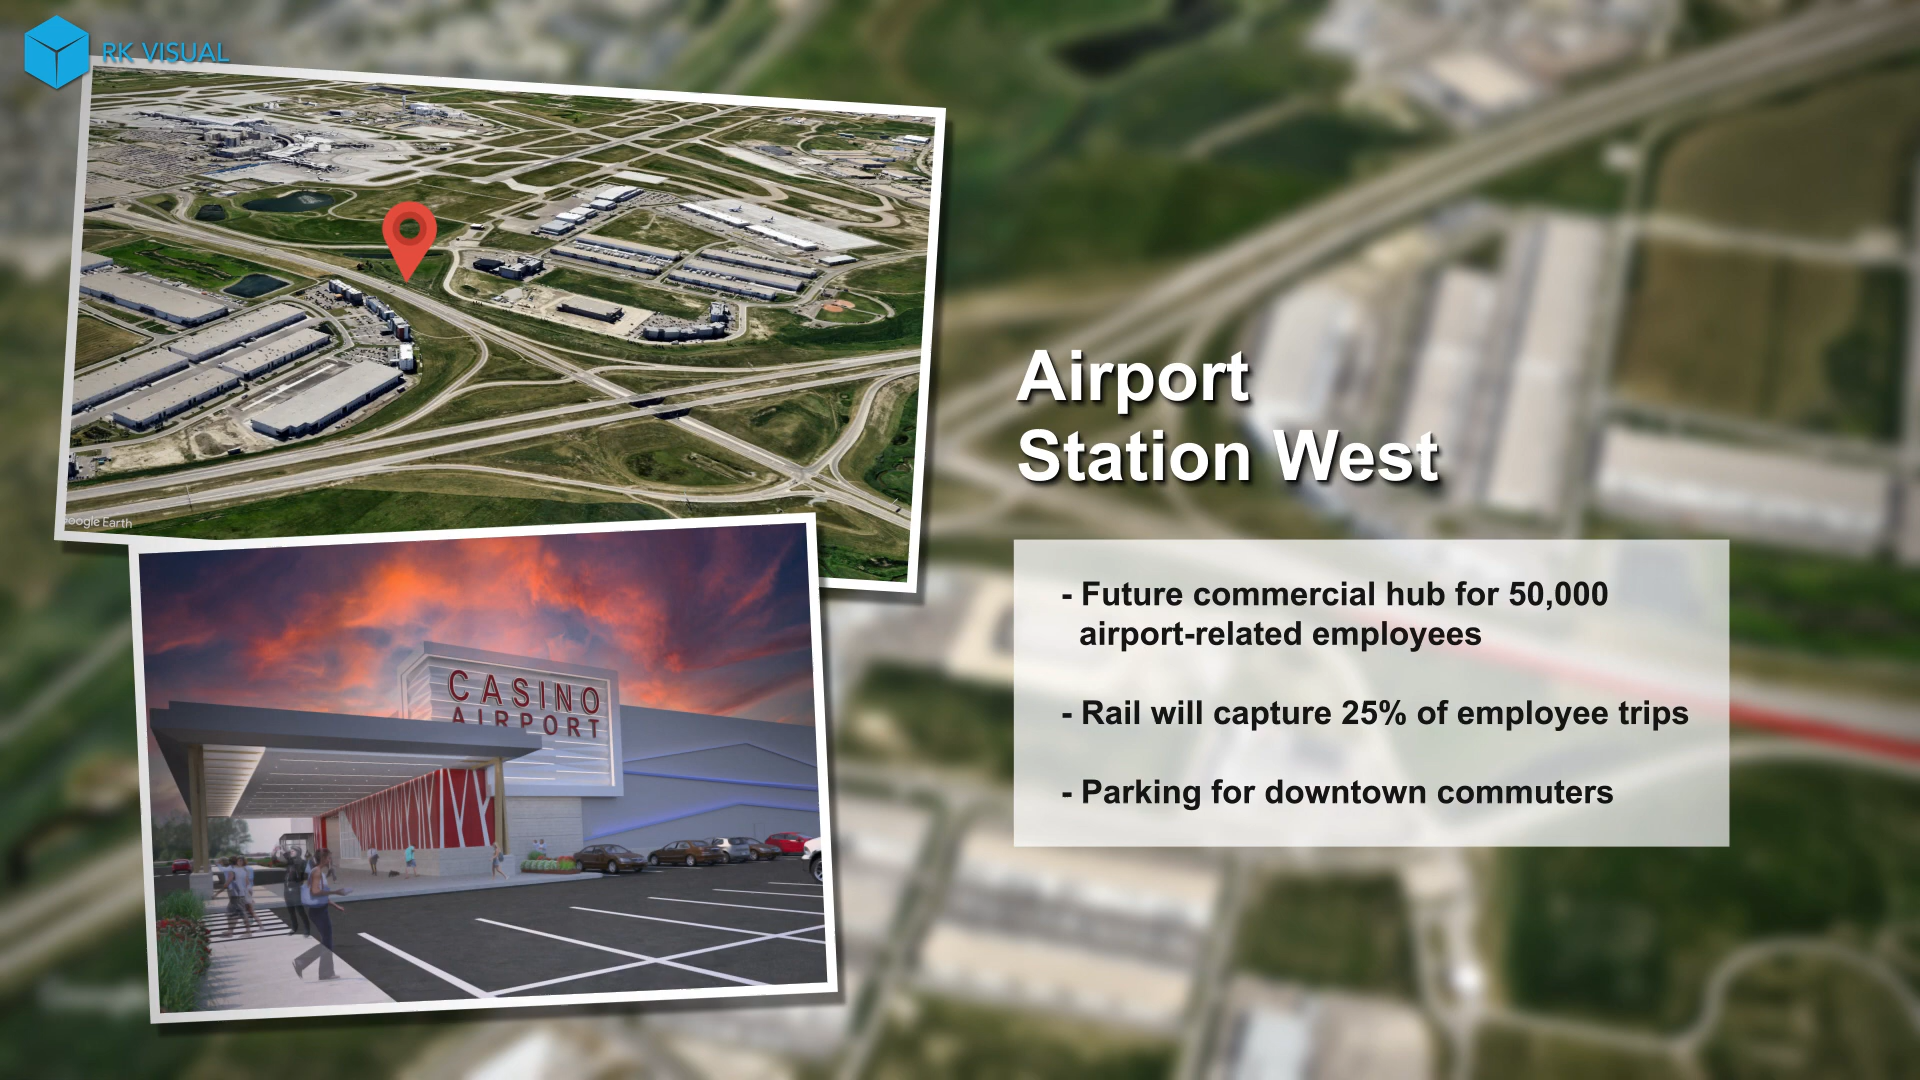 RK VISUAL
Google Earth
CASINO
AIRPORT
Airport
Station West
- Future commercial hub for 50,000
airport-related employees
- Rail will capture 25% of employee trips
- Parking for downtown commuters